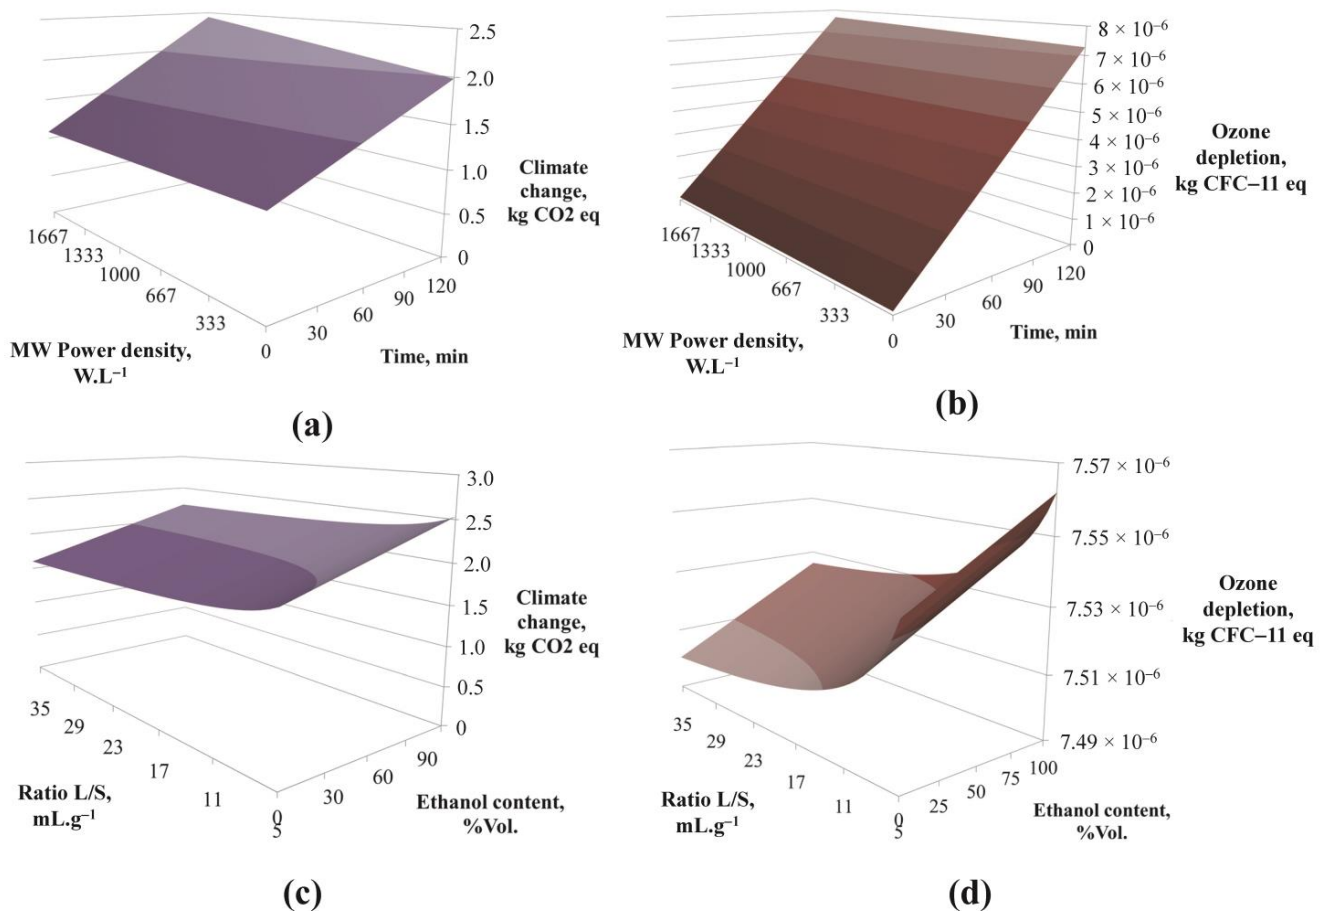 2.5
2.0
1.5
1.0
0.5
0
Climate
change,
kg CO2 eq
1667
1333
1000
667
333
0
30
60
90
120
MW Power density,
W.L⁻¹
Time, min
(a)
8 × 10⁻⁶
7 × 10⁻⁶
6 × 10⁻⁶
5 × 10⁻⁶
4 × 10⁻⁶
3 × 10⁻⁶
2 × 10⁻⁶
1 × 10⁻⁶
0
Ozone
depletion,
kg CFC–11 eq
1667
1333
1000
667
333
0
30
60
90
120
MW Power density,
W.L⁻¹
Time, min
(b)
3.0
2.5
2.0
1.5
1.0
0.5
0
Climate
change,
kg CO2 eq
35
29
23
17
11
5
0
30
60
90
Ratio L/S,
mL.g⁻¹
Ethanol content,
%Vol.
(c)
7.57 × 10⁻⁶
7.55 × 10⁻⁶
7.53 × 10⁻⁶
7.51 × 10⁻⁶
7.49 × 10⁻⁶
Ozone
depletion,
kg CFC–11 eq
35
29
23
17
11
5
0
25
50
75
100
Ratio L/S,
mL.g⁻¹
Ethanol content,
%Vol.
(d)